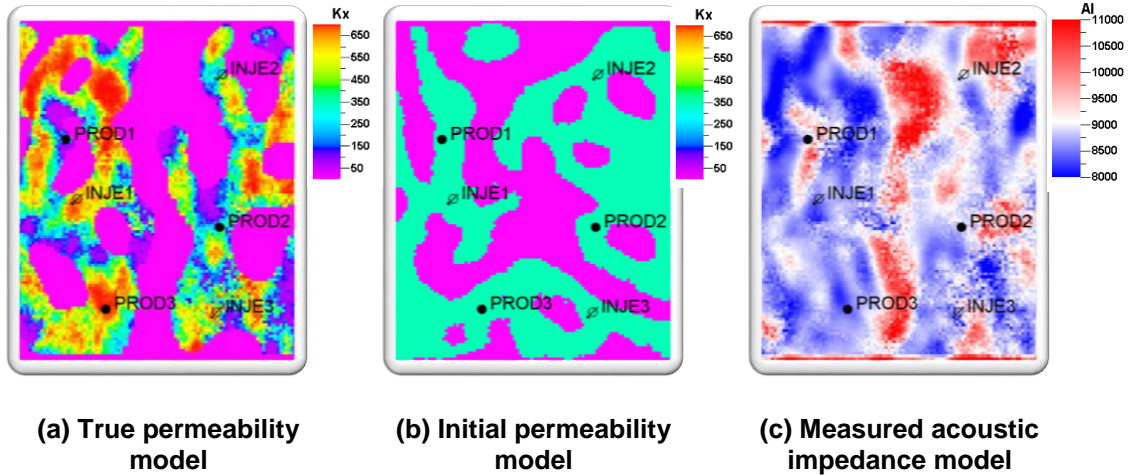 Kx
650
550
450
350
250
150
50
INJE2
PROD1
INJE1
PROD2
PROD3
INJE3
Kx
650
550
450
350
250
150
50
INJE2
PROD1
INJE1
PROD2
PROD3
INJE3
AI
11000
10500
10000
9500
9000
8500
8000
INJE2
PROD1
INJE1
PROD2
PROD3
INJE3
(a) True permeability
model
(b) Initial permeability
model
(c) Measured acoustic
impedance model